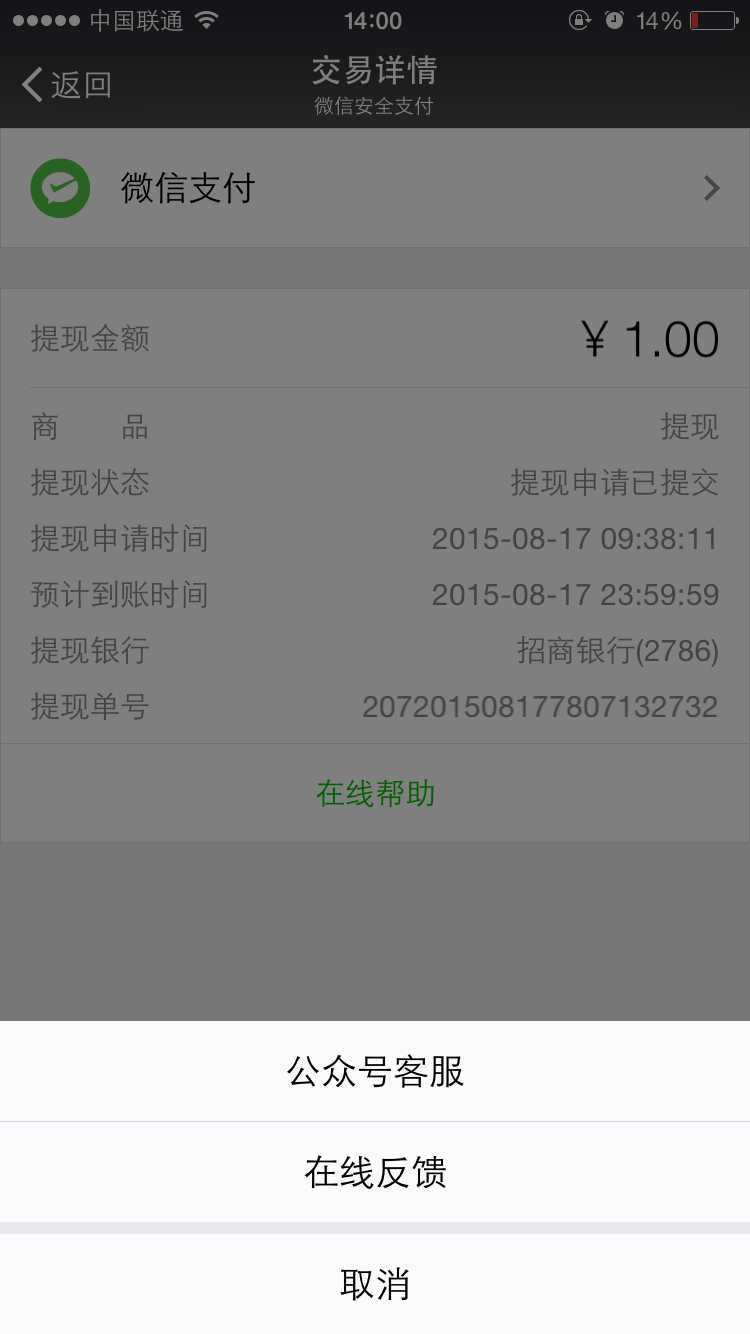 中国联通 14:00 14%
返回 交易详情
微信安全支付
微信支付
提现金额 ¥ 1.00
商 品 提现
提现状态 提现申请已提交
提现申请时间 2015-08-17 09:38:11
预计到账时间 2015-08-17 23:59:59
提现银行 招商银行(2786)
提现单号 207201508177807132732
在线帮助
公众号客服
在线反馈
取消